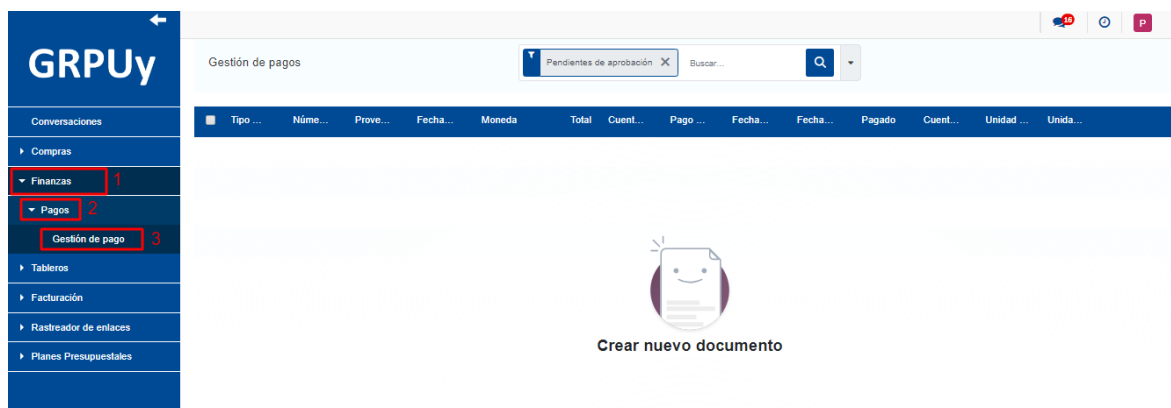 16
P
GRPUy
Gestión de pagos
Pendientes de aprobación
Buscar...
Conversaciones
Compras
Finanzas 1
Pagos 2
Gestión de pago 3
Tableros
Facturación
Rastreador de enlaces
Planes Presupuestales
Tipo ... Núme... Prove... Fecha... Moneda Total Cuent... Pago ... Fecha... Fecha... Pagado Cuent... Unidad ... Unida...
Crear nuevo documento